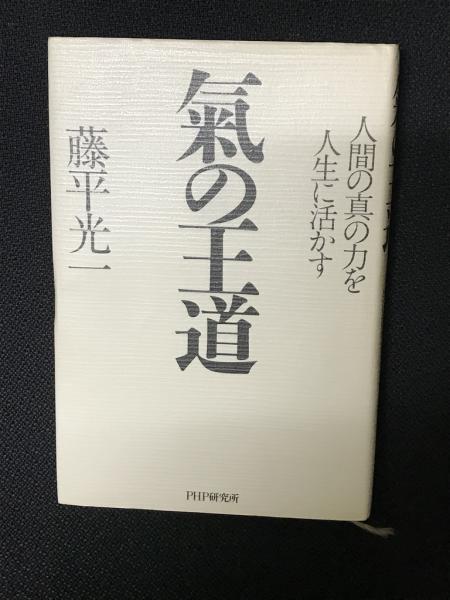 人間の真の力を
人生に活かす
氣の王道
藤平光一
PHP研究所